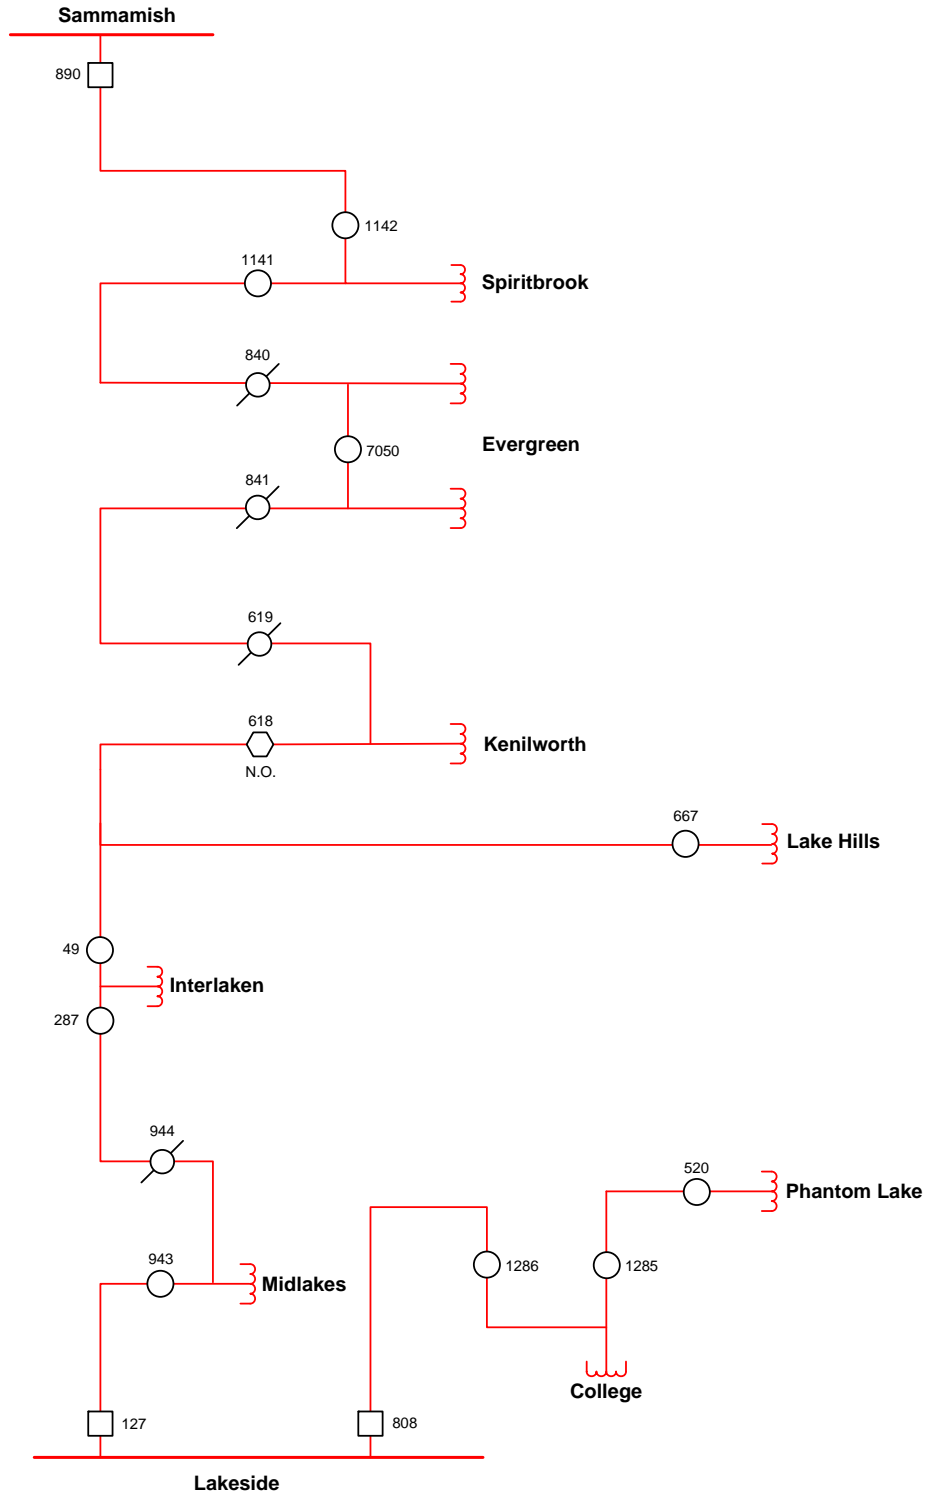 Sammamish
890
1142
1141
Spiritbrook
840
Evergreen
7050
841
619
618
Kenilworth
N.O.
667
Lake Hills
49
Interlaken
287
944
520
Phantom Lake
943
1286
1285
Midlakes
College
127
808
Lakeside